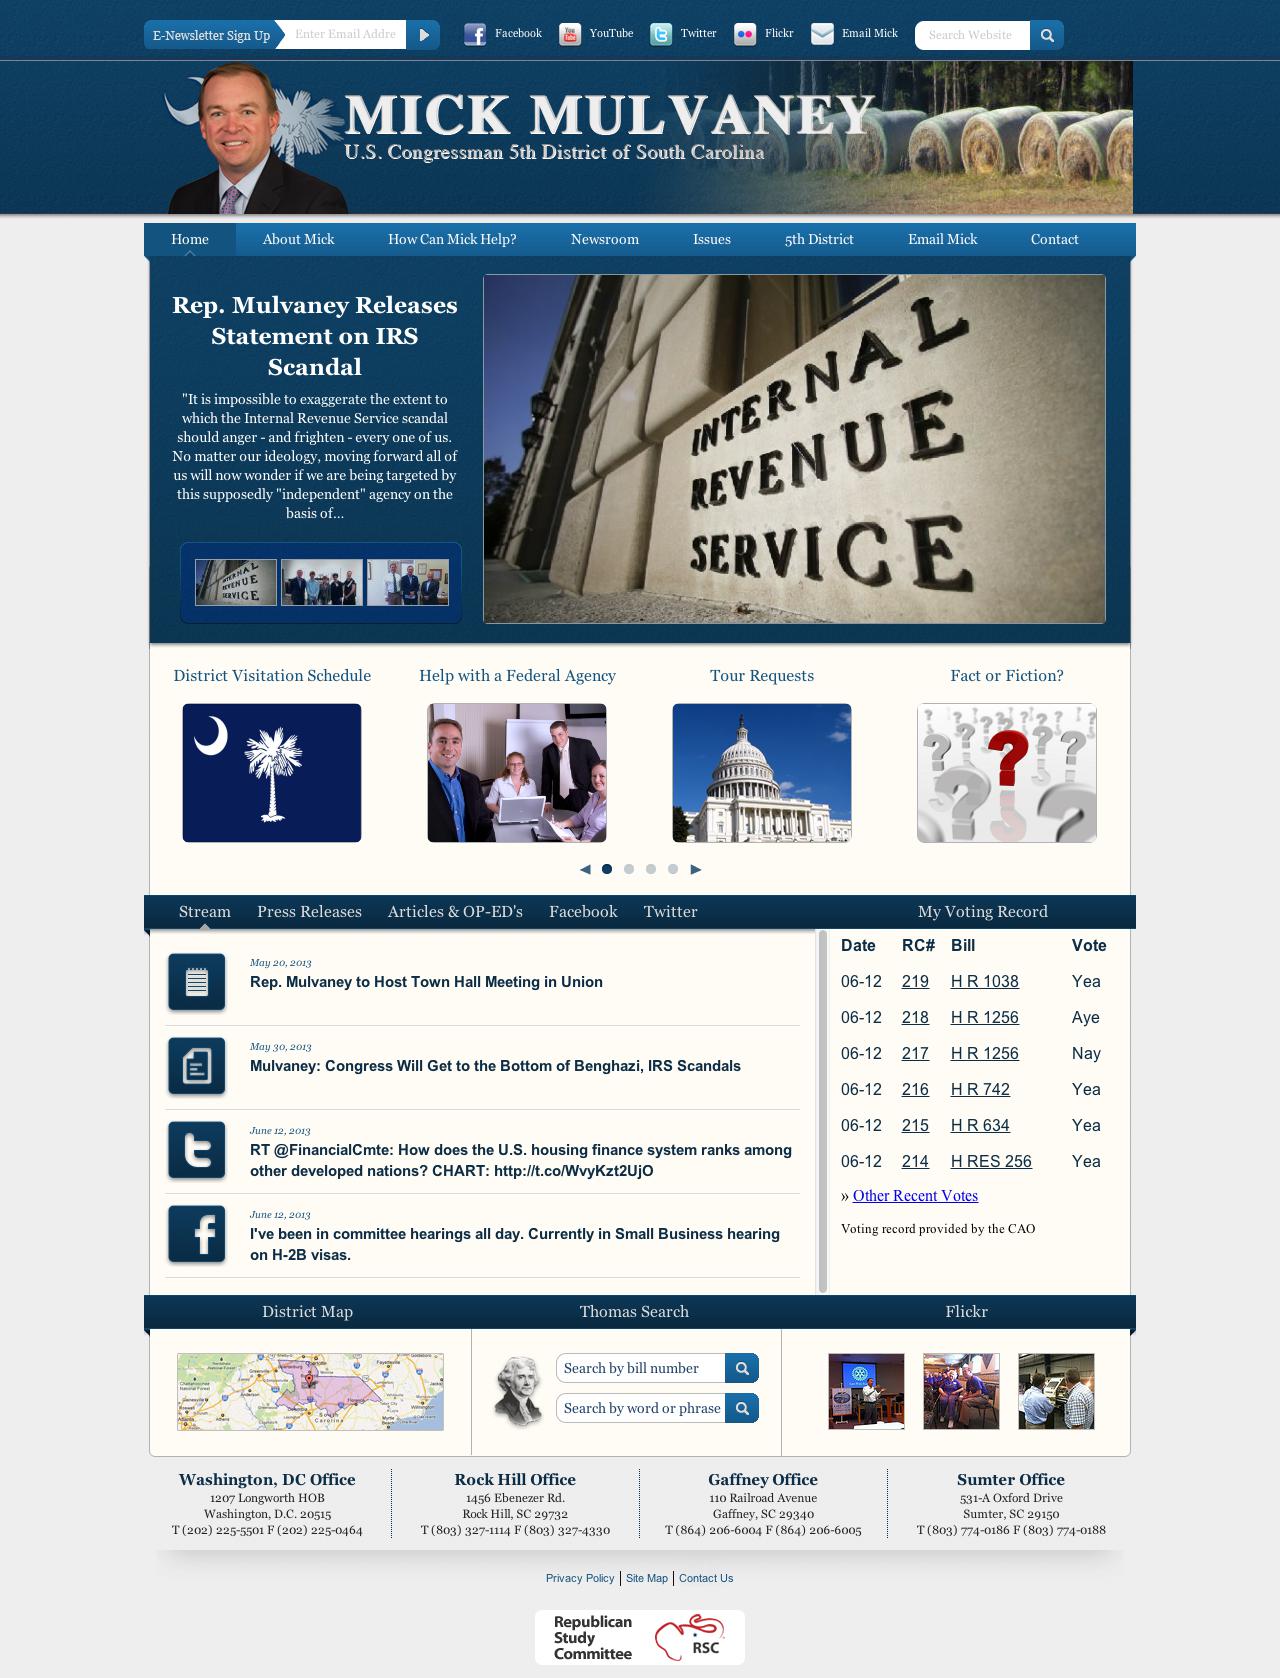 E-Newsletter Sign Up
Enter Email Addre
Facebook
YouTube
Twitter
Flickr
Email Mick
Search Website
MICK MULVANEY
U.S. Congressman 5th District of South Carolina
Home
About Mick
How Can Mick Help?
Newsroom
Issues
5th District
Email Mick
Contact
Rep. Mulvaney Releases
Statement on IRS
Scandal
"It is impossible to exaggerate the extent to
which the Internal Revenue Service scandal
should anger - and frighten - every one of us.
No matter our ideology, moving forward all of
us will now wonder if we are being targeted by
this supposedly "independent" agency on the
basis of...
INTERNAL
REVENUE
SERVICE
INTERNAL
REVENUE
SERVICE
District Visitation Schedule
Help with a Federal Agency
Tour Requests
Fact or Fiction?
Stream
Press Releases
Articles & OP-ED's
Facebook
Twitter
My Voting Record
May 20, 2013
Rep. Mulvaney to Host Town Hall Meeting in Union
May 30, 2013
Mulvaney: Congress Will Get to the Bottom of Benghazi, IRS Scandals
June 12, 2013
RT @FinancialCmte: How does the U.S. housing finance system ranks among
other developed nations? CHART: http://t.co/WvyKzt2UjO
June 12, 2013
I've been in committee hearings all day. Currently in Small Business hearing
on H-2B visas.
Date RC# Bill Vote
06-12 219 H R 1038 Yea
06-12 218 H R 1256 Aye
06-12 217 H R 1256 Nay
06-12 216 H R 742 Yea
06-12 215 H R 634 Yea
06-12 214 H RES 256 Yea
» Other Recent Votes
Voting record provided by the CAO
District Map
Thomas Search
Flickr
Search by bill number
Search by word or phrase
Washington, DC Office
1207 Longworth HOB
Washington, D.C. 20515
T (202) 225-5501 F (202) 225-0464
Rock Hill Office
1456 Ebenezer Rd.
Rock Hill, SC 29732
T (803) 327-1114 F (803) 327-4330
Gaffney Office
110 Railroad Avenue
Gaffney, SC 29340
T (864) 206-6004 F (864) 206-6005
Sumter Office
531-A Oxford Drive
Sumter, SC 29150
T (803) 774-0186 F (803) 774-0188
Privacy Policy | Site Map | Contact Us
Republican
Study
Committee
RSC